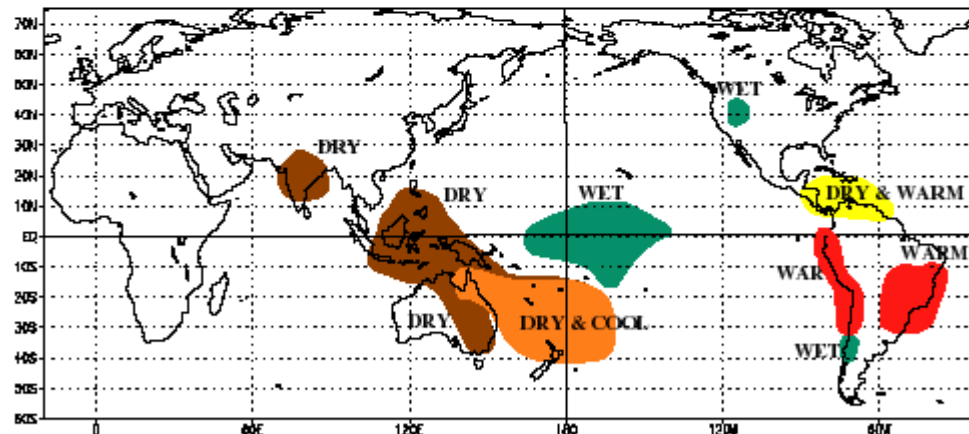 70N
60N
50N
WET
40N
30N
DRY
20N
DRY
WET
DRY & WARM
10N
EQ
10S
WAR
WARM
20S
30S
DRY
DRY & COOL
WET
40S
50S
60S
0
60E
120E
180
120W
60W